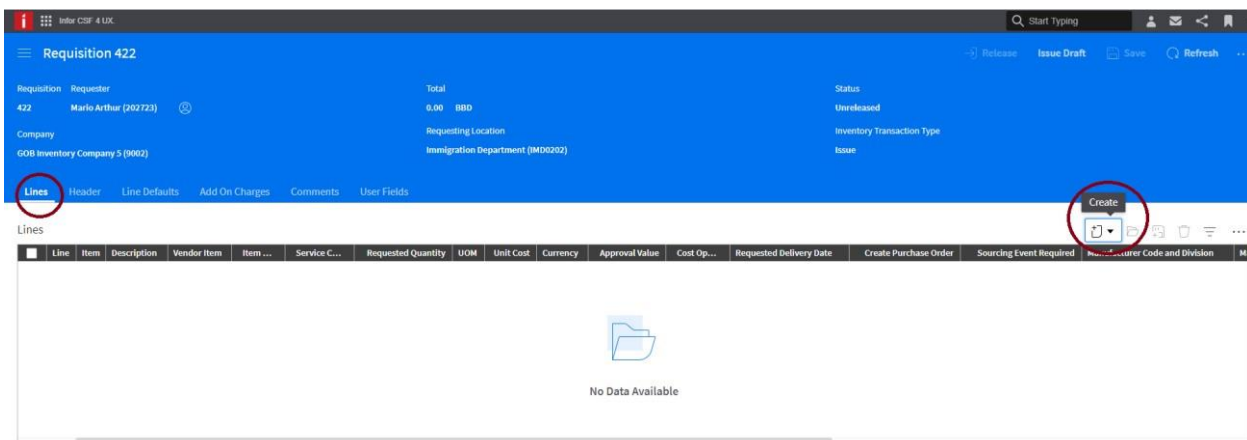 Infor CSF 4 UX.
Start Typing
Requisition 422
Release Issue Draft Save Refresh
Requisition Requester Total Status
422 Mario Arthur (202723) 0.00 BBD Unreleased
Company Requesting Location Inventory Transaction Type
GOB Inventory Company 5 (9002) Immigration Department (IMD0202) Issue
Lines Header Line Defaults Add On Charges Comments User Fields
Create
Lines
Line Item Description Vendor Item Item ... Service C... Requested Quantity UOM Unit Cost Currency Approval Value Cost Op... Requested Delivery Date Create Purchase Order Sourcing Event Required Manufacturer Code and Division M
No Data Available